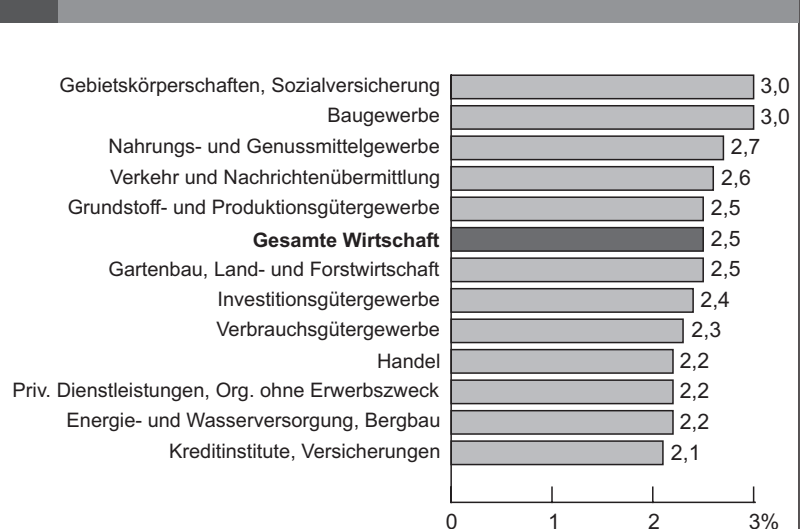 Gebietskörperschaften, Sozialversicherung 3,0
Baugewerbe 3,0
Nahrungs- und Genussmittelgewerbe 2,7
Verkehr und Nachrichtenübermittlung 2,6
Grundstoff- und Produktionsgütergewerbe 2,5
Gesamte Wirtschaft 2,5
Gartenbau, Land- und Forstwirtschaft 2,5
Investitionsgütergewerbe 2,4
Verbrauchsgütergewerbe 2,3
Handel 2,2
Priv. Dienstleistungen, Org. ohne Erwerbszweck 2,2
Energie- und Wasserversorgung, Bergbau 2,2
Kreditinstitute, Versicherungen 2,1
0 1 2 3%